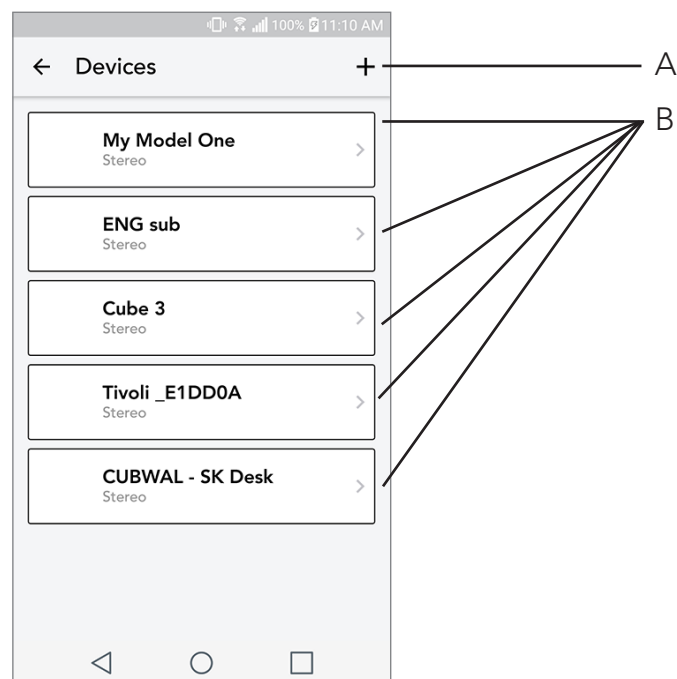 100% 11:10 AM
Devices
A
B
My Model One
Stereo
ENG sub
Stereo
Cube 3
Stereo
Tivoli _E1DD0A
Stereo
CUBWAL - SK Desk
Stereo